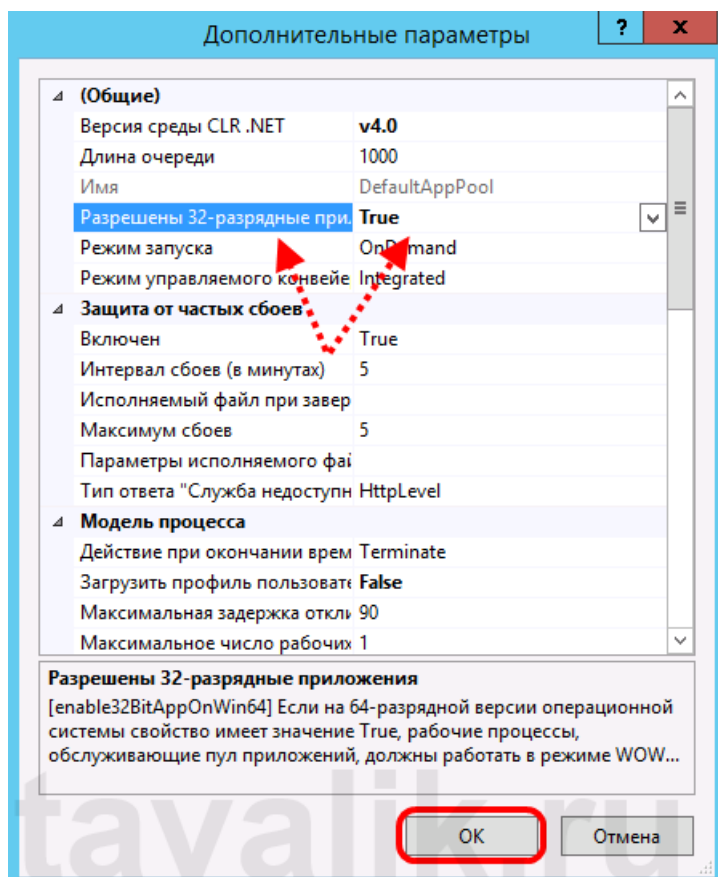 Дополнительные параметры
?
x
(Общие)
Версия среды CLR .NET v4.0
Длина очереди 1000
Имя DefaultAppPool
Разрешены 32-разрядные при. True
Режим запуска OnDemand
Режим управляемого конвейе Integrated
Защита от частых сбоев
Включен True
Интервал сбоев (в минутах) 5
Исполняемый файл при завер
Максимум сбоев 5
Параметры исполняемого фай
Тип ответа "Служба недоступн HttpLevel
Модель процесса
Действие при окончании врем Terminate
Загрузить профиль пользовате False
Максимальная задержка откли 90
Максимальное число рабочих 1
Разрешены 32-разрядные приложения
[enable32BitAppOnWin64] Если на 64-разрядной версии операционной
системы свойство имеет значение True, рабочие процессы,
обслуживающие пул приложений, должны работать в режиме WOW...
OK Отмена
tavalik.ru